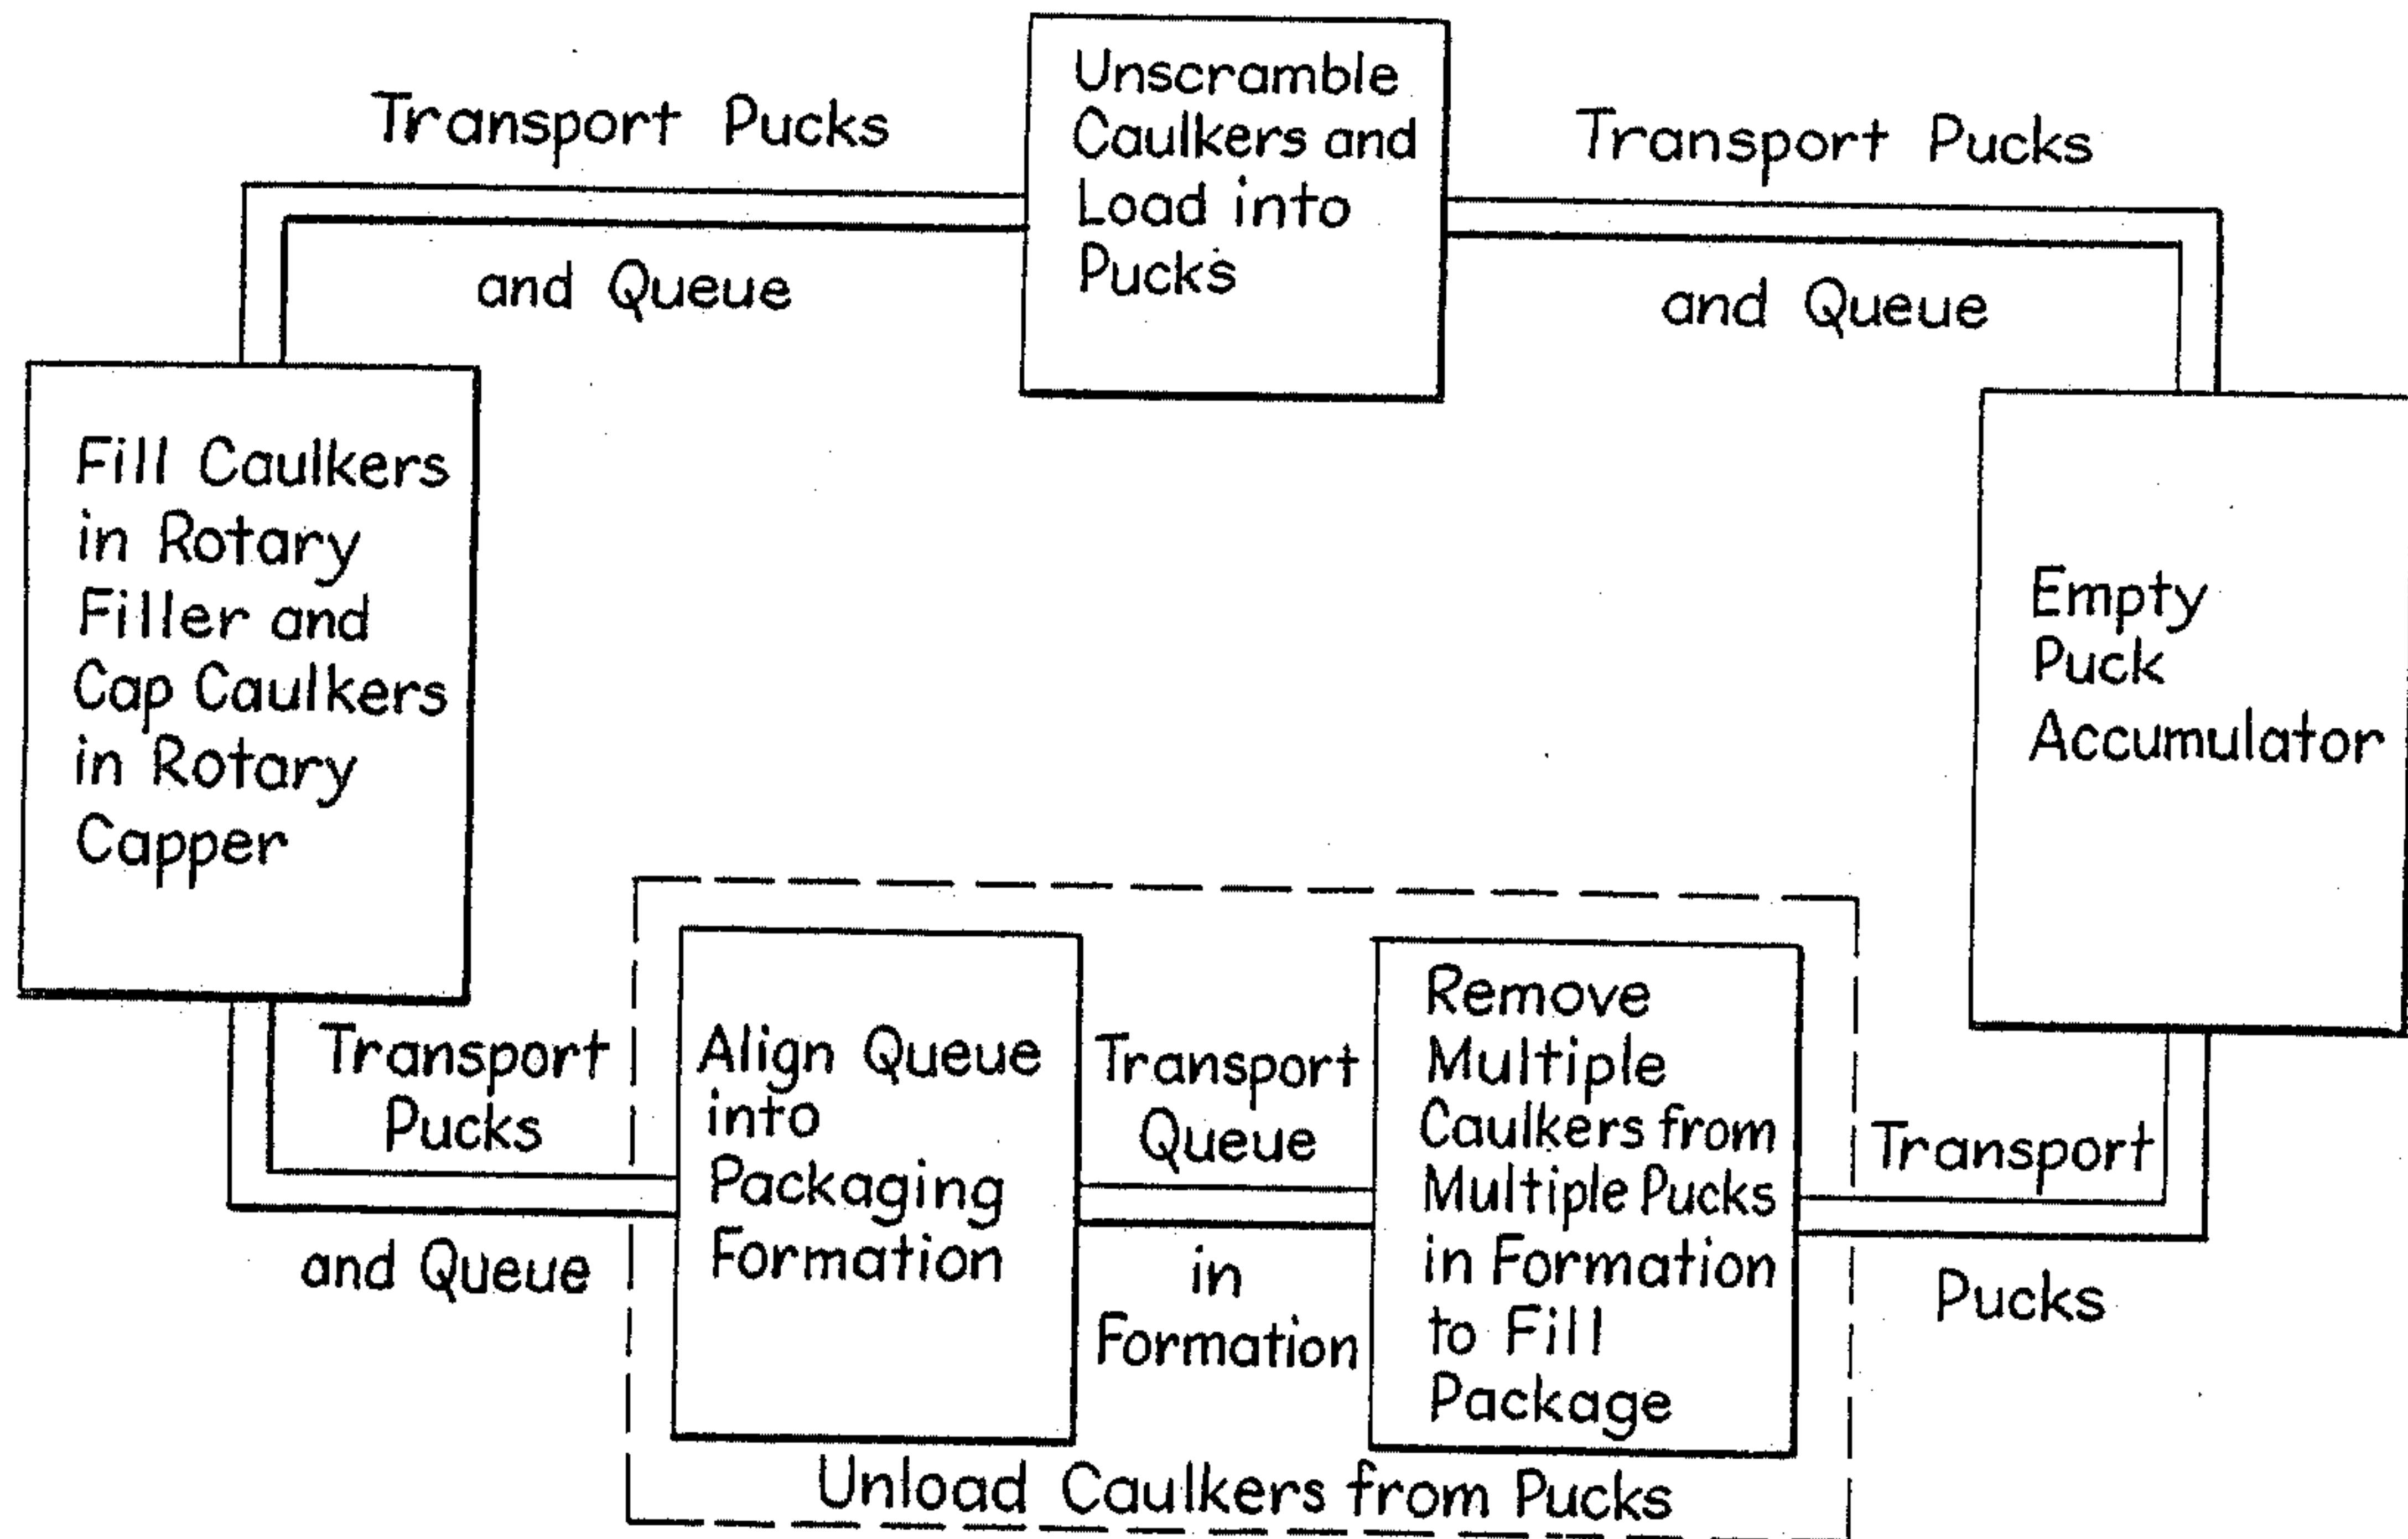 Transport Pucks
and Queue
Unscramble
Caulkers and
Load into
Pucks
Transport Pucks
and Queue
Fill Caulkers
in Rotary
Filler and
Cap Caulkers
in Rotary
Capper
Empty
Puck
Accumulator
Transport
Pucks
and Queue
Align Queue
into
Packaging
Formation
Transport
Queue
in
Formation
Remove
Multiple
Caulkers from
Multiple Pucks
in Formation
to Fill
Package
Transport
Pucks
Unload Caulkers from Pucks